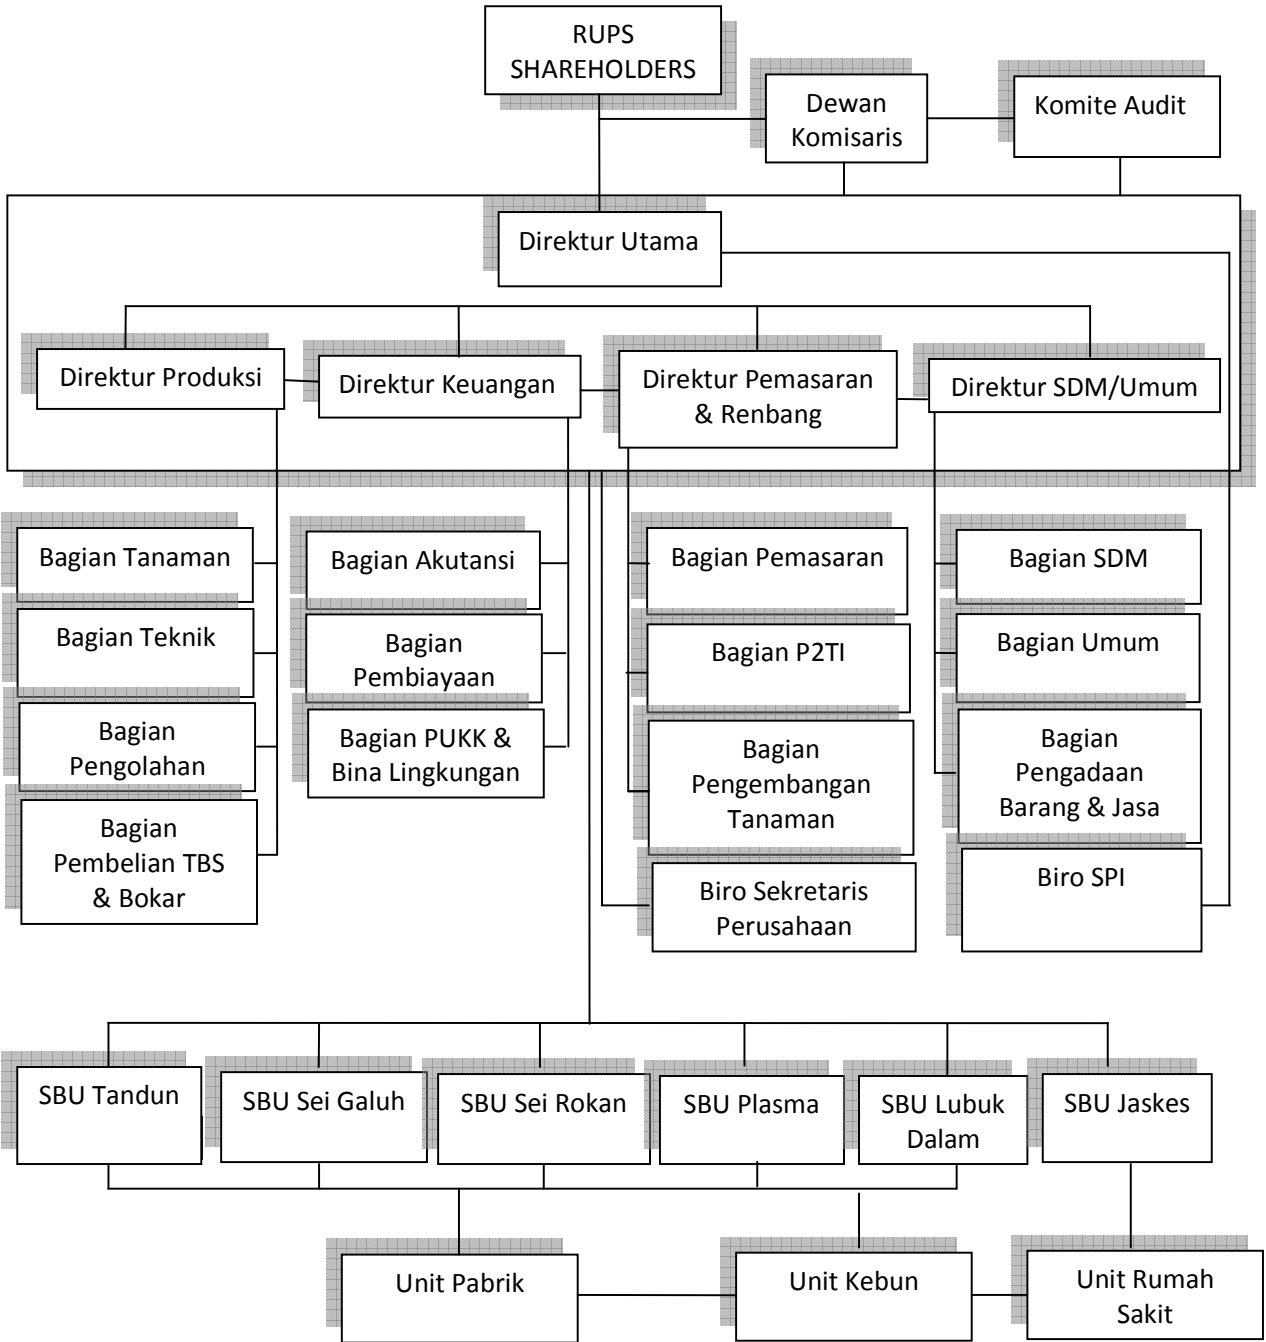 RUPS
SHAREHOLDERS
Dewan
Komisaris
Komite Audit
Direktur Utama
Direktur Produksi
Direktur Keuangan
Direktur Pemasaran
& Renbang
Direktur SDM/Umum
Bagian Tanaman
Bagian Akutansi
Bagian Pemasaran
Bagian SDM
Bagian Teknik
Bagian
Pembiayaan
Bagian P2TI
Bagian Umum
Bagian
Pengolahan
Bagian PUKK &
Bina Lingkungan
Bagian
Pengembangan
Tanaman
Bagian
Pengadaan
Barang & Jasa
Bagian
Pembelian TBS
& Bokar
Biro Sekretaris
Perusahaan
Biro SPI
SBU Tandun
SBU Sei Galuh
SBU Sei Rokan
SBU Plasma
SBU Lubuk
Dalam
SBU Jaskes
Unit Pabrik
Unit Kebun
Unit Rumah
Sakit